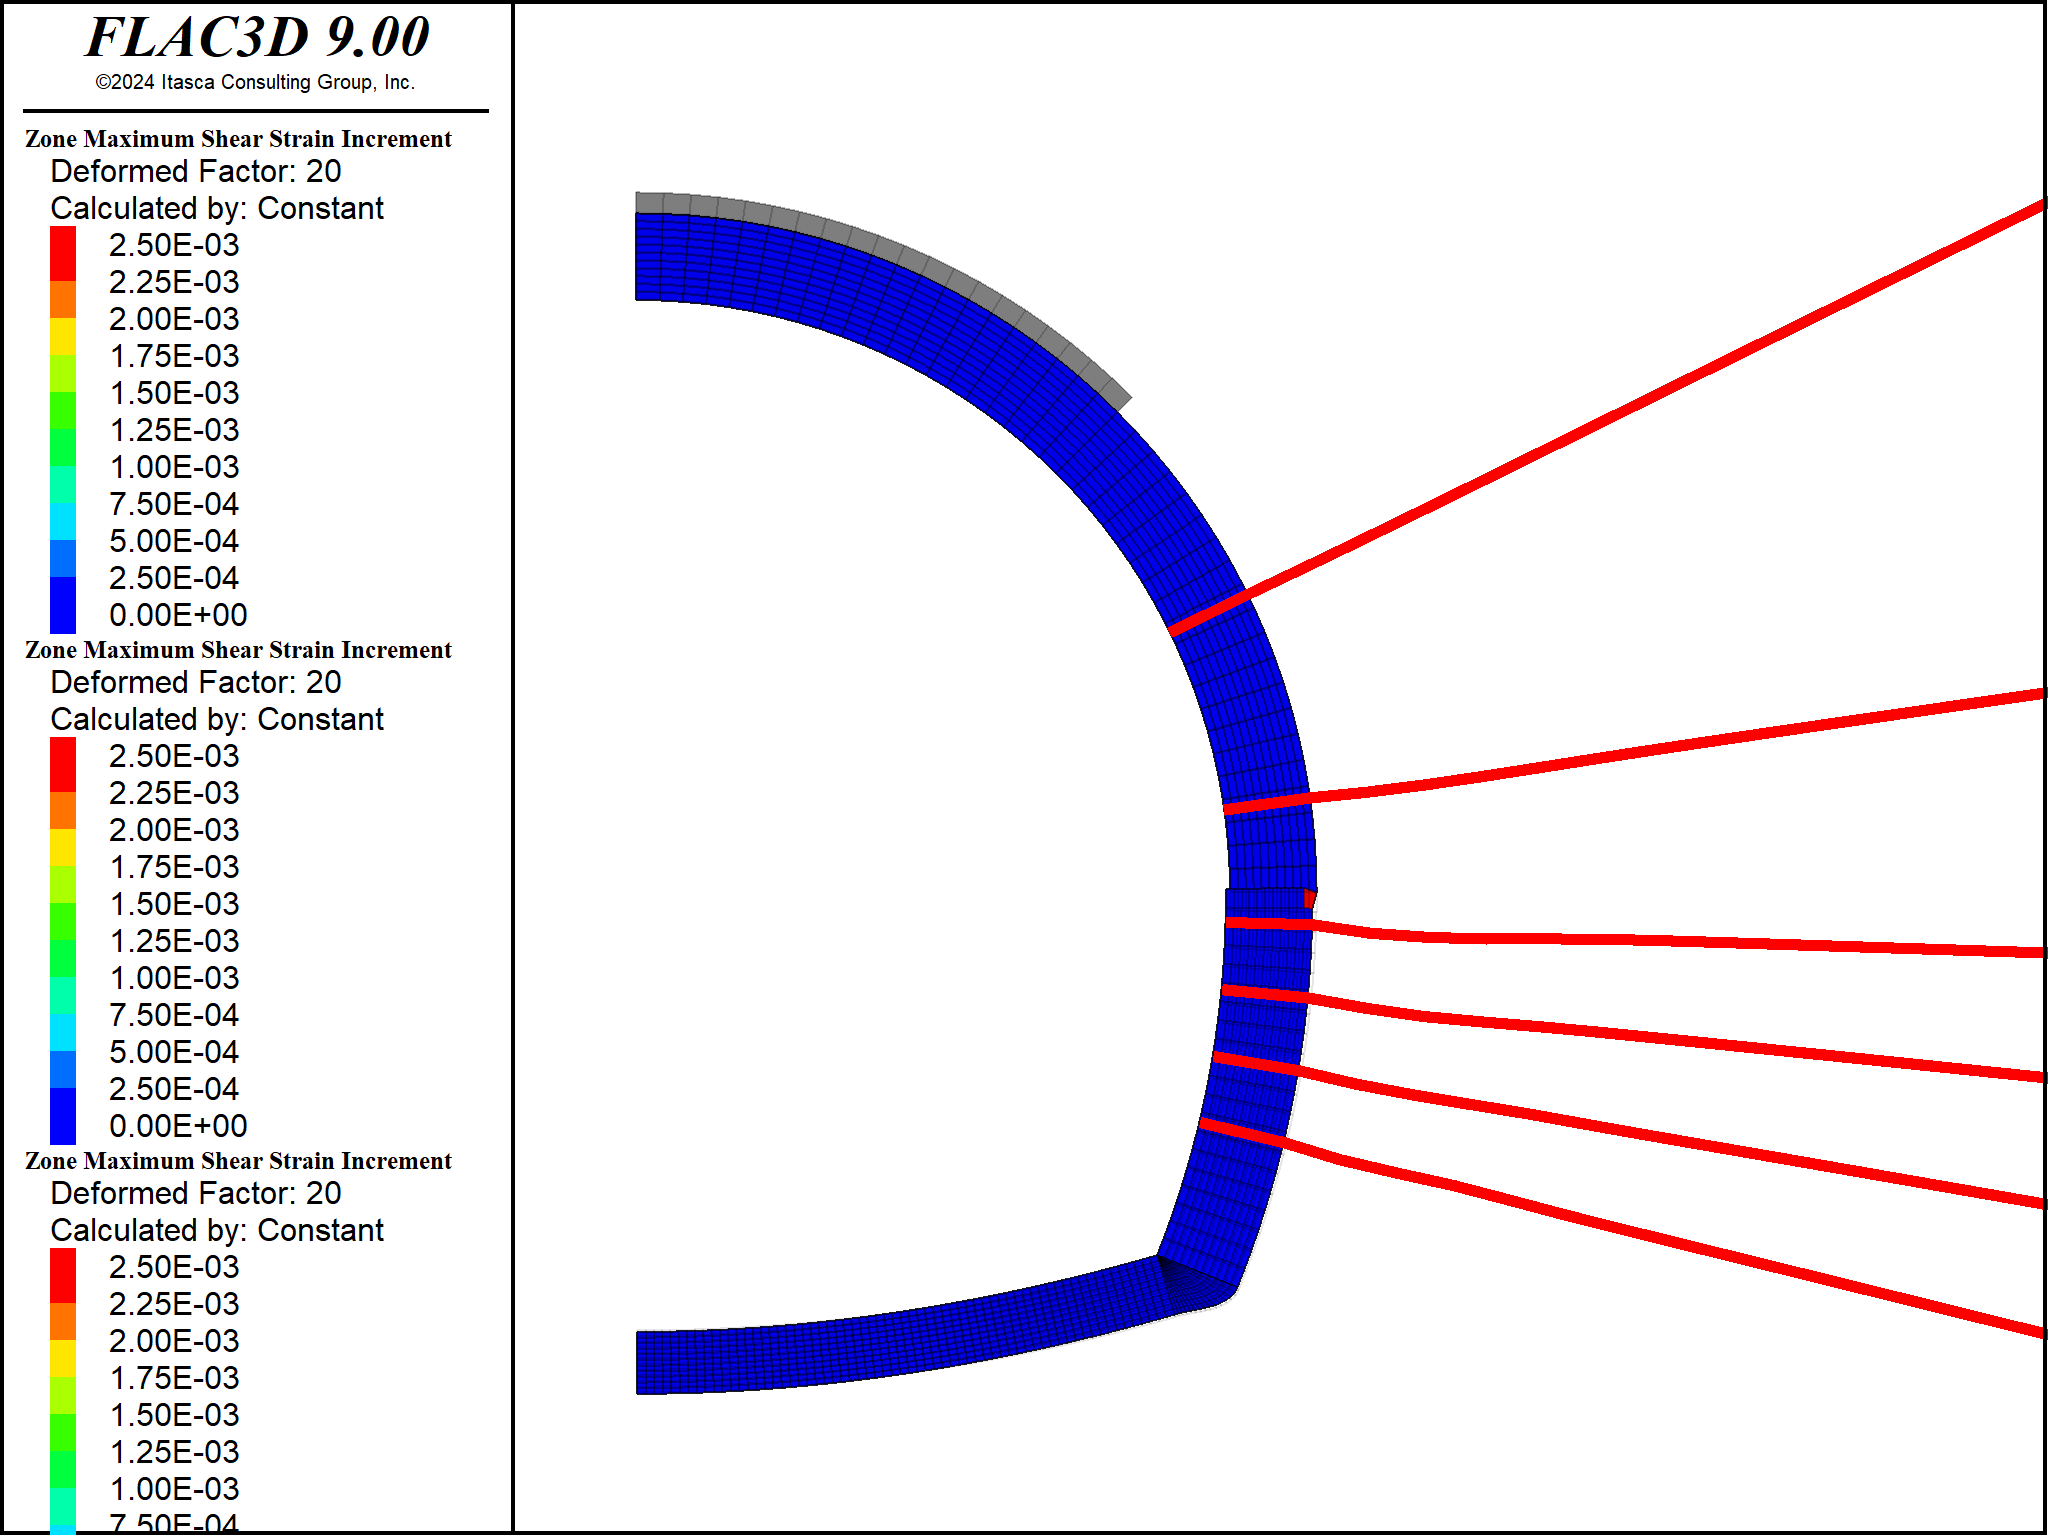 FLAC3D 9.00
©2024 Itasca Consulting Group, Inc.
Zone Maximum Shear Strain Increment
Deformed Factor: 20
Calculated by: Constant
2.50E-03
2.25E-03
2.00E-03
1.75E-03
1.50E-03
1.25E-03
1.00E-03
7.50E-04
5.00E-04
2.50E-04
0.00E+00
Zone Maximum Shear Strain Increment
Deformed Factor: 20
Calculated by: Constant
2.50E-03
2.25E-03
2.00E-03
1.75E-03
1.50E-03
1.25E-03
1.00E-03
7.50E-04
5.00E-04
2.50E-04
0.00E+00
Zone Maximum Shear Strain Increment
Deformed Factor: 20
Calculated by: Constant
2.50E-03
2.25E-03
2.00E-03
1.75E-03
1.50E-03
1.25E-03
1.00E-03
7.50E-04